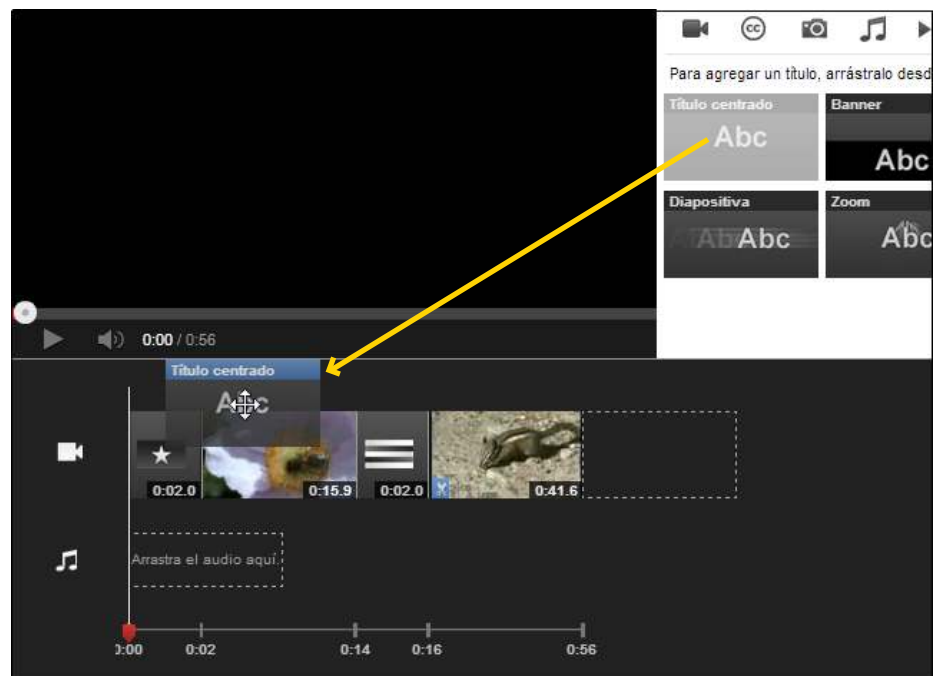 cc
Para agregar un título, arrástralo desd
Título centrado
Banner
Abc
Abc
Diapositiva
Zoom
Abc
Abc
0:00 / 0:56
Título centrado
Abc
0:02.0
0:15.9
0:02.0
0:41.6
Arrastra el audio aquí.
0:00
0:02
0:14
0:16
0:56